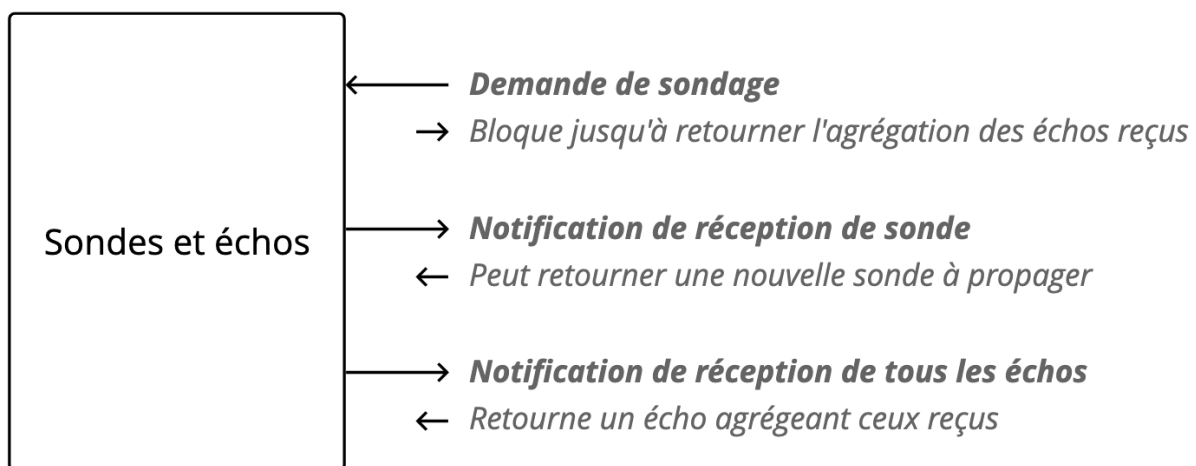 Demande de sondage
Bloque jusqu'à retourner l'agrégation des échos reçus
Sondes et échos
Notification de réception de sonde
Peut retourner une nouvelle sonde à propager
Notification de réception de tous les échos
Retourne un écho agrégeant ceux reçus